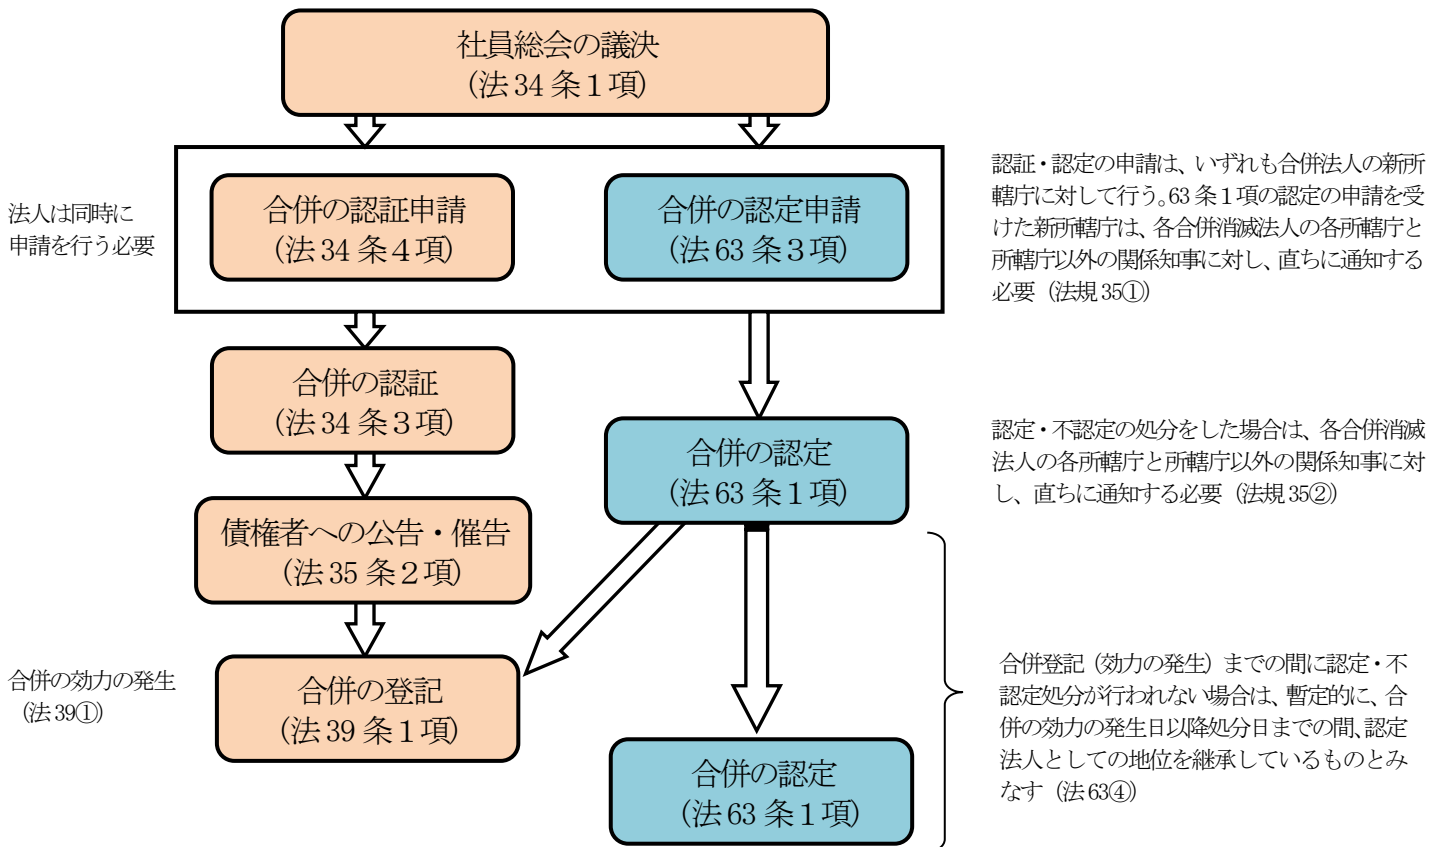 社員総会の議決
(法34条１項)
法人は同時に
申請を行う必要
合併の認証申請
(法34条４項)
合併の認定申請
(法63条３項)
認証・認定の申請は、いずれも合併法人の新所
轄庁に対して行う。63条１項の認定の申請を受
けた新所轄庁は、各合併消滅法人の各所轄庁と
所轄庁以外の関係知事に対し、直ちに通知する
必要（法規35①）
合併の認証
(法34条３項)
合併の認定
(法63条１項)
認定・不認定の処分をした場合は、各合併消滅
法人の各所轄庁と所轄庁以外の関係知事に対
し、直ちに通知する必要（法規35②）
債権者への公告・催告
(法35条２項)
合併の効力の発生
（法39①）
合併の登記
(法39条１項)
合併登記（効力の発生）までの間に認定・不
認定処分が行われない場合は、暫定的に、合
併の効力の発生日以降処分日までの間、認定
法人としての地位を継承しているものとみ
なす（法63④）
合併の認定
(法63条１項)